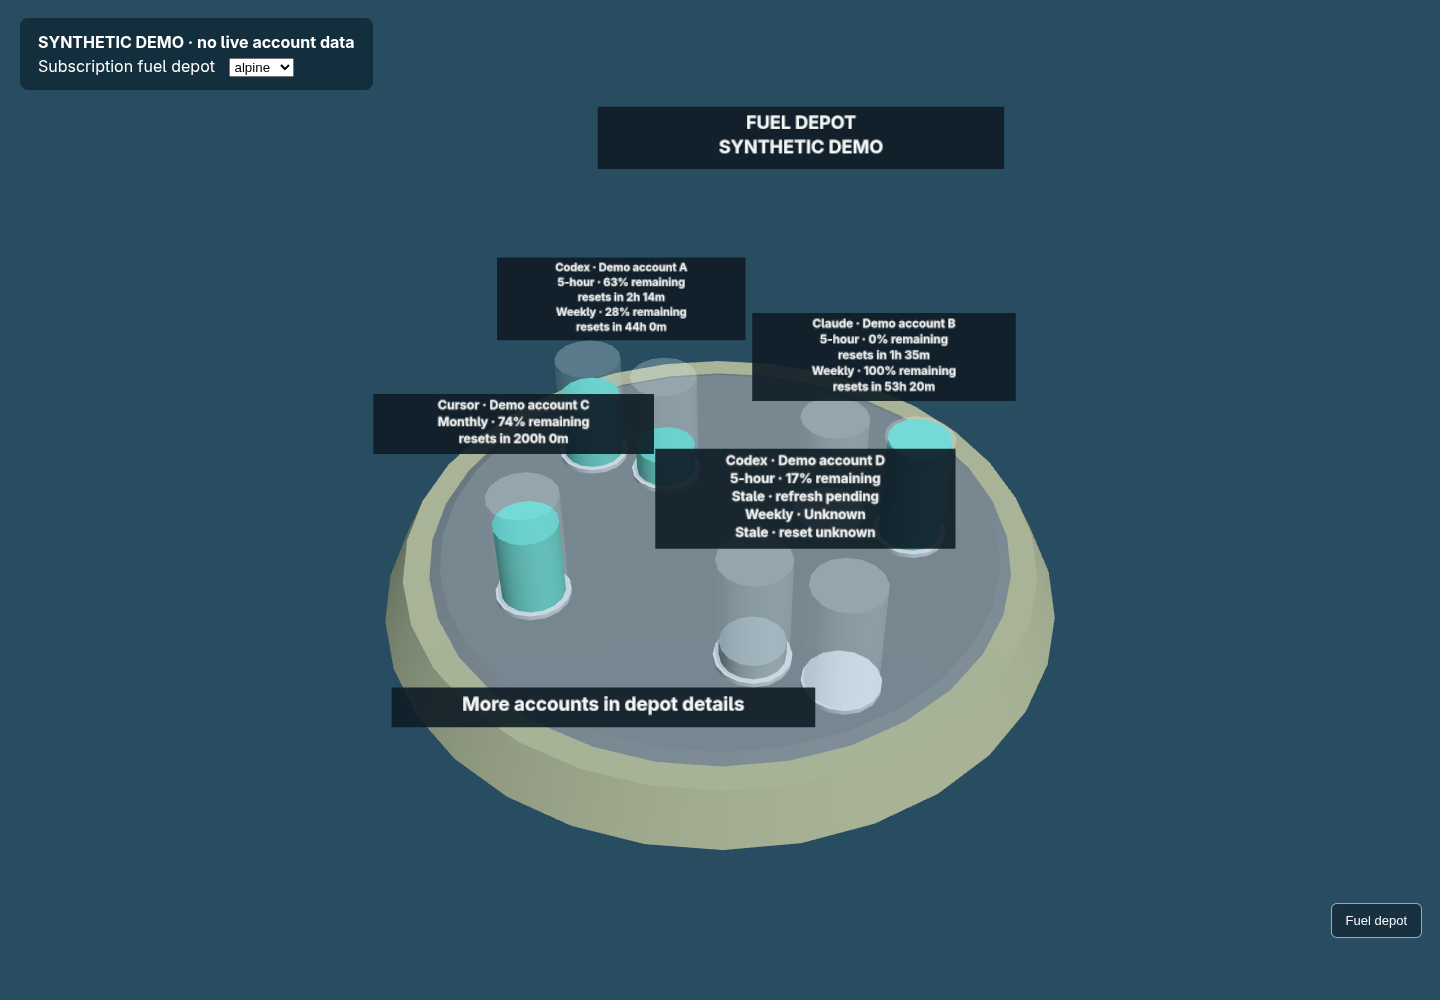 SYNTHETIC DEMO · no live account data
Subscription fuel depot alpine
FUEL DEPOT
SYNTHETIC DEMO
Codex · Demo account A
5-hour · 63% remaining
resets in 2h 14m
Weekly · 28% remaining
resets in 44h 0m
Claude · Demo account B
5-hour · 0% remaining
resets in 1h 35m
Weekly · 100% remaining
resets in 53h 20m
Cursor · Demo account C
Monthly · 74% remaining
resets in 200h 0m
Codex · Demo account D
5-hour · 17% remaining
Stale · refresh pending
Weekly · Unknown
Stale · reset unknown
More accounts in depot details
Fuel depot